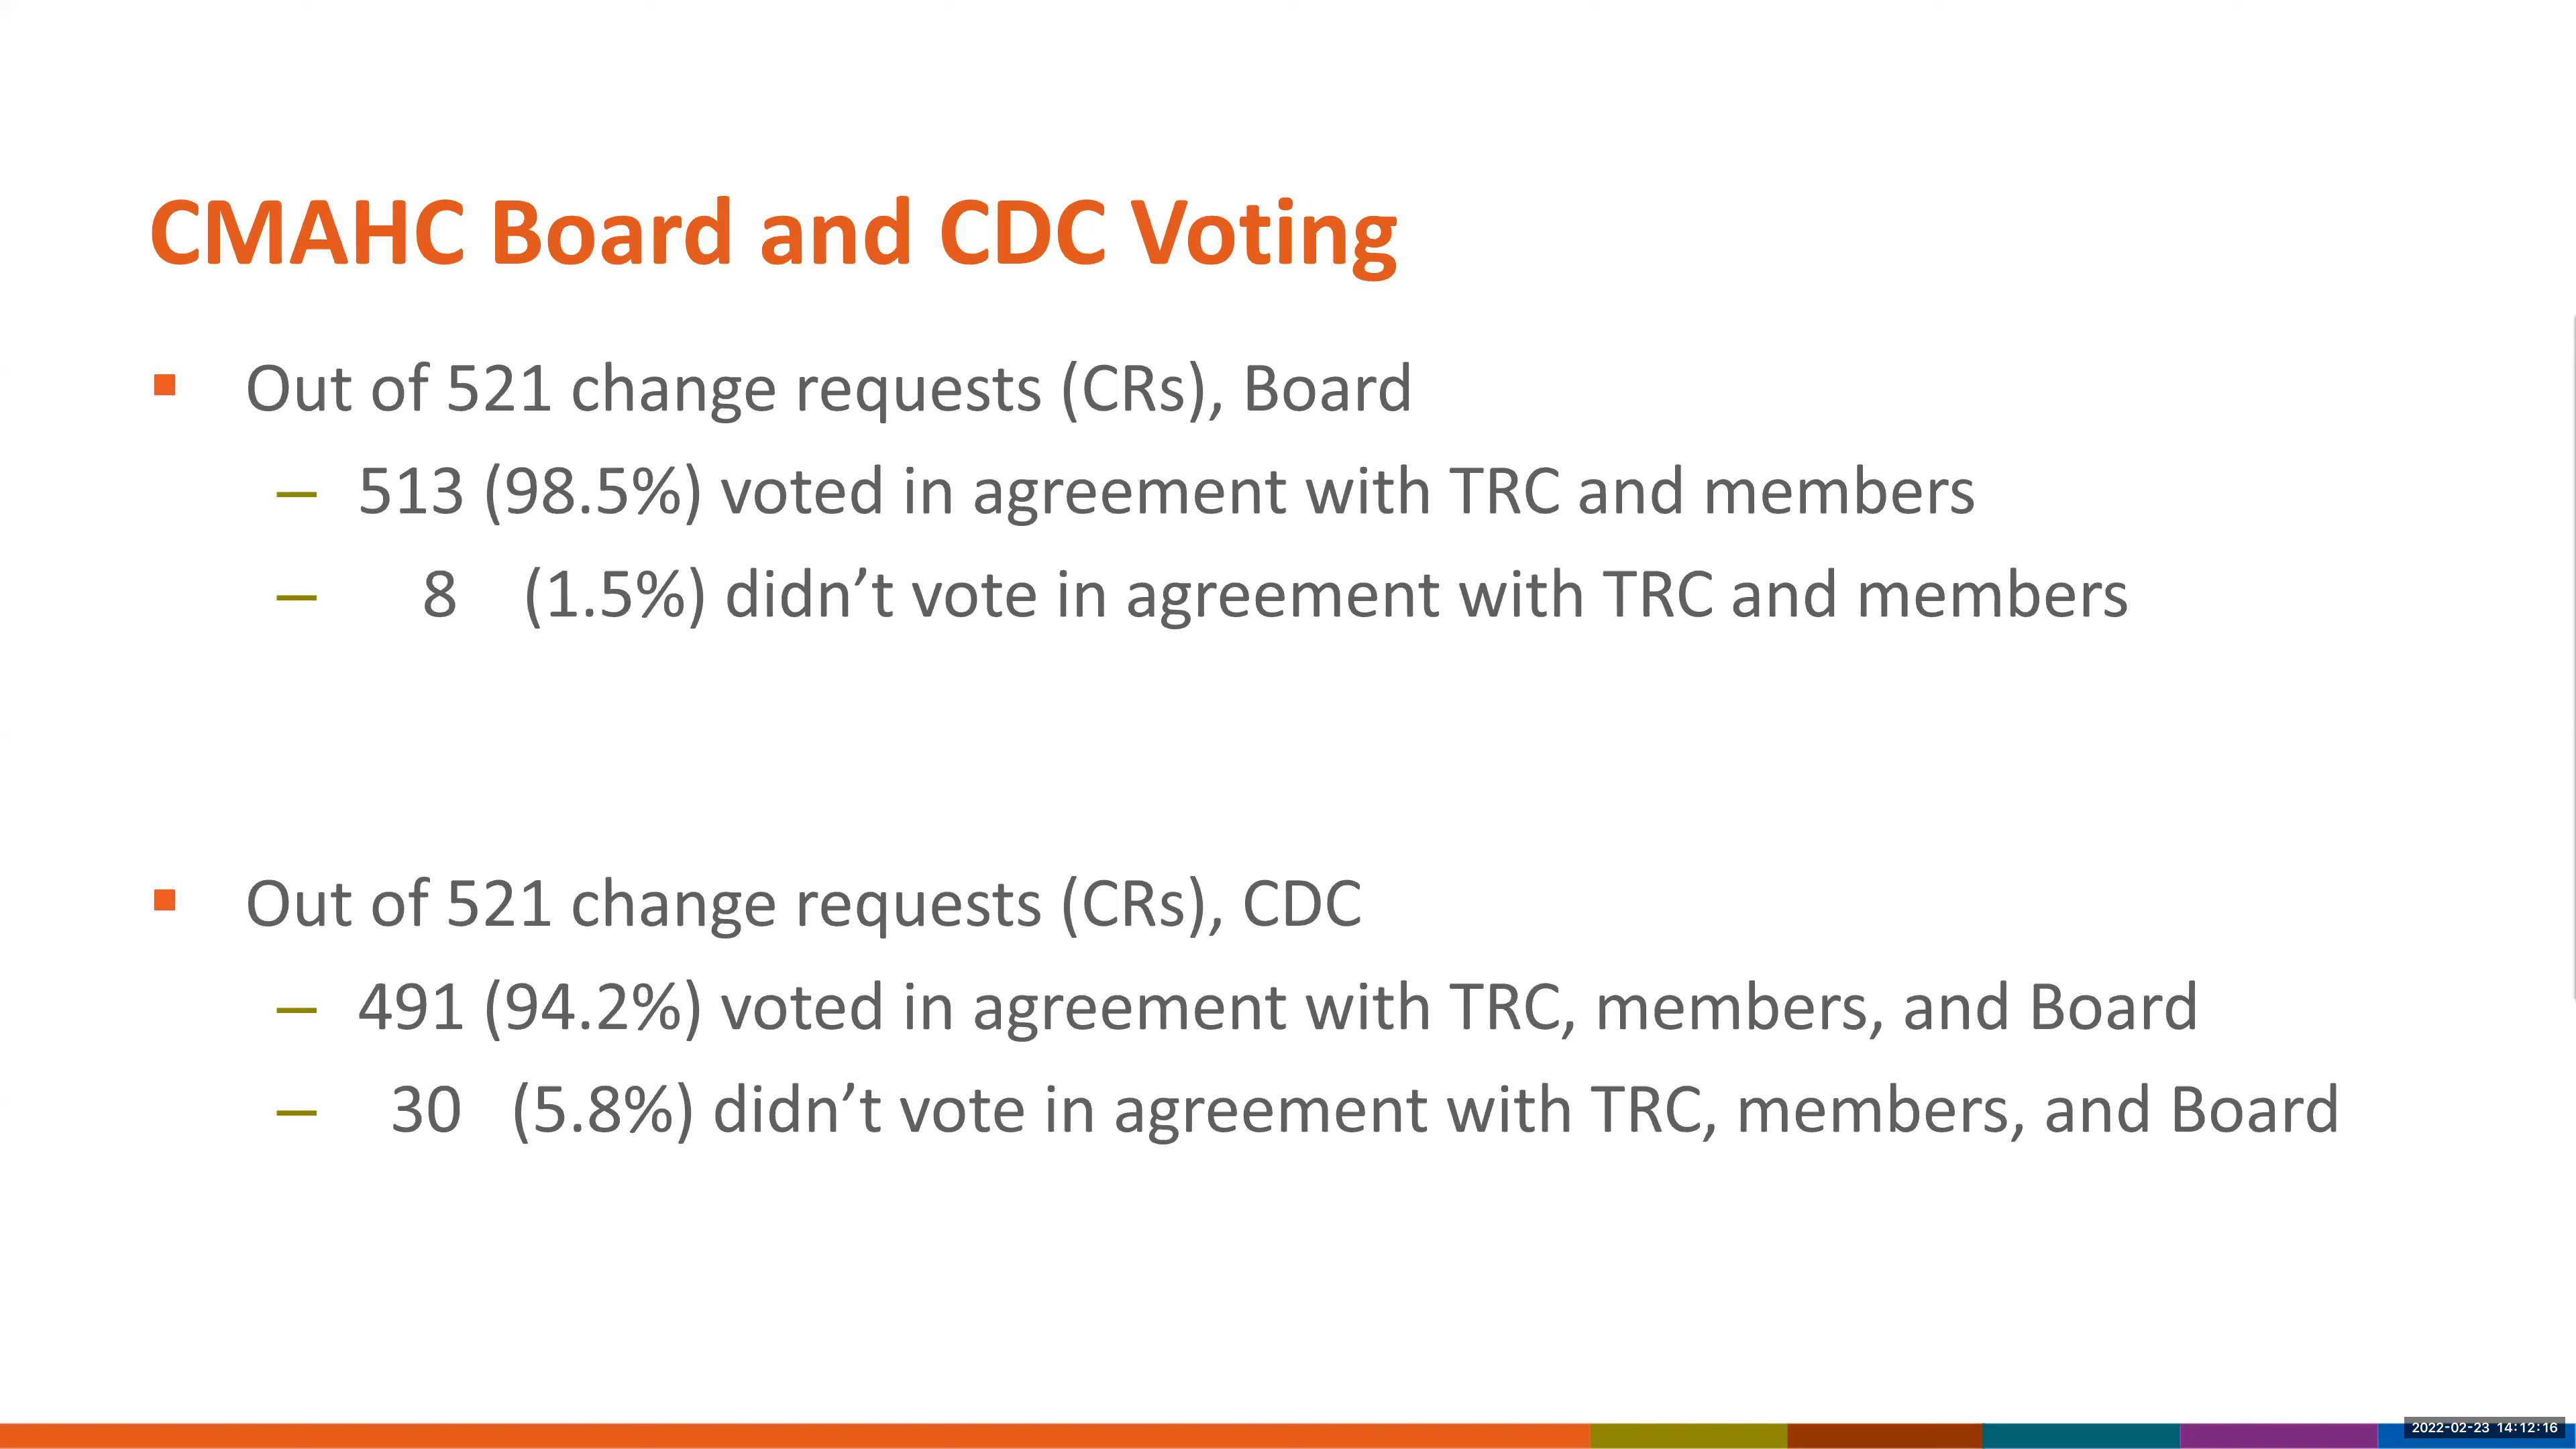 CMAHC Board and CDC Voting
▪ Out of 521 change requests (CRs), Board
– 513 (98.5%) voted in agreement with TRC and members
– 8 (1.5%) didn’t vote in agreement with TRC and members
▪ Out of 521 change requests (CRs), CDC
– 491 (94.2%) voted in agreement with TRC, members, and Board
– 30 (5.8%) didn’t vote in agreement with TRC, members, and Board
2022-02-23 14:12:16